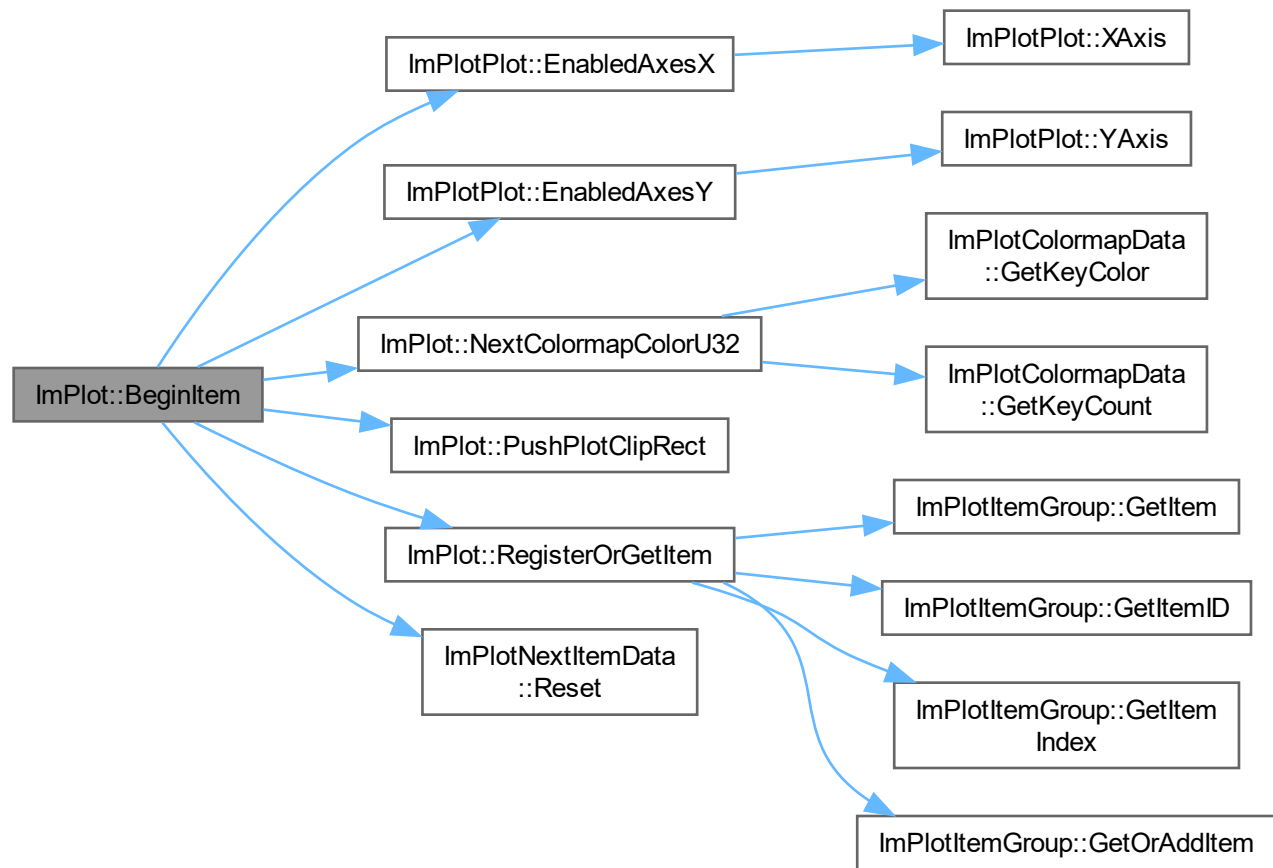 ImPlot::BeginItem
ImPlotPlot::EnabledAxesX
ImPlotPlot::XAxis
ImPlotPlot::EnabledAxesY
ImPlotPlot::YAxis
ImPlot::NextColormapColorU32
ImPlotColormapData
::GetKeyColor
ImPlotColormapData
::GetKeyCount
ImPlot::PushPlotClipRect
ImPlot::RegisterOrGetItem
ImPlotItemGroup::GetItem
ImPlotItemGroup::GetItemID
ImPlotItemGroup::GetItem
Index
ImPlotItemGroup::GetOrAddItem
ImPlotNextItemData
::Reset